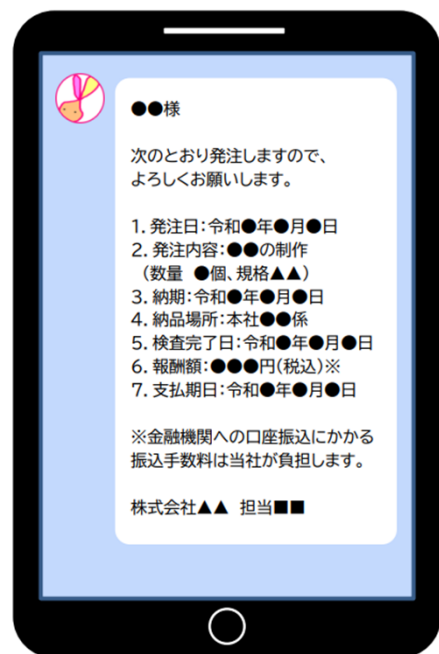 ●●様
次のとおり発注しますので、
よろしくお願いします。
1．発注日：令和●年●月●日
2．発注内容：●●の制作
（数量　●個、規格▲▲）
3．納期：令和●年●月●日
4．納品場所：本社●●係
5．検査完了日：令和●年●月●日
6．報酬額：●●●円（税込）※
7．支払期日：令和●年●月●日
※金融機関への口座振込にかかる
振込手数料は当社が負担します。
株式会社▲▲　担当■■